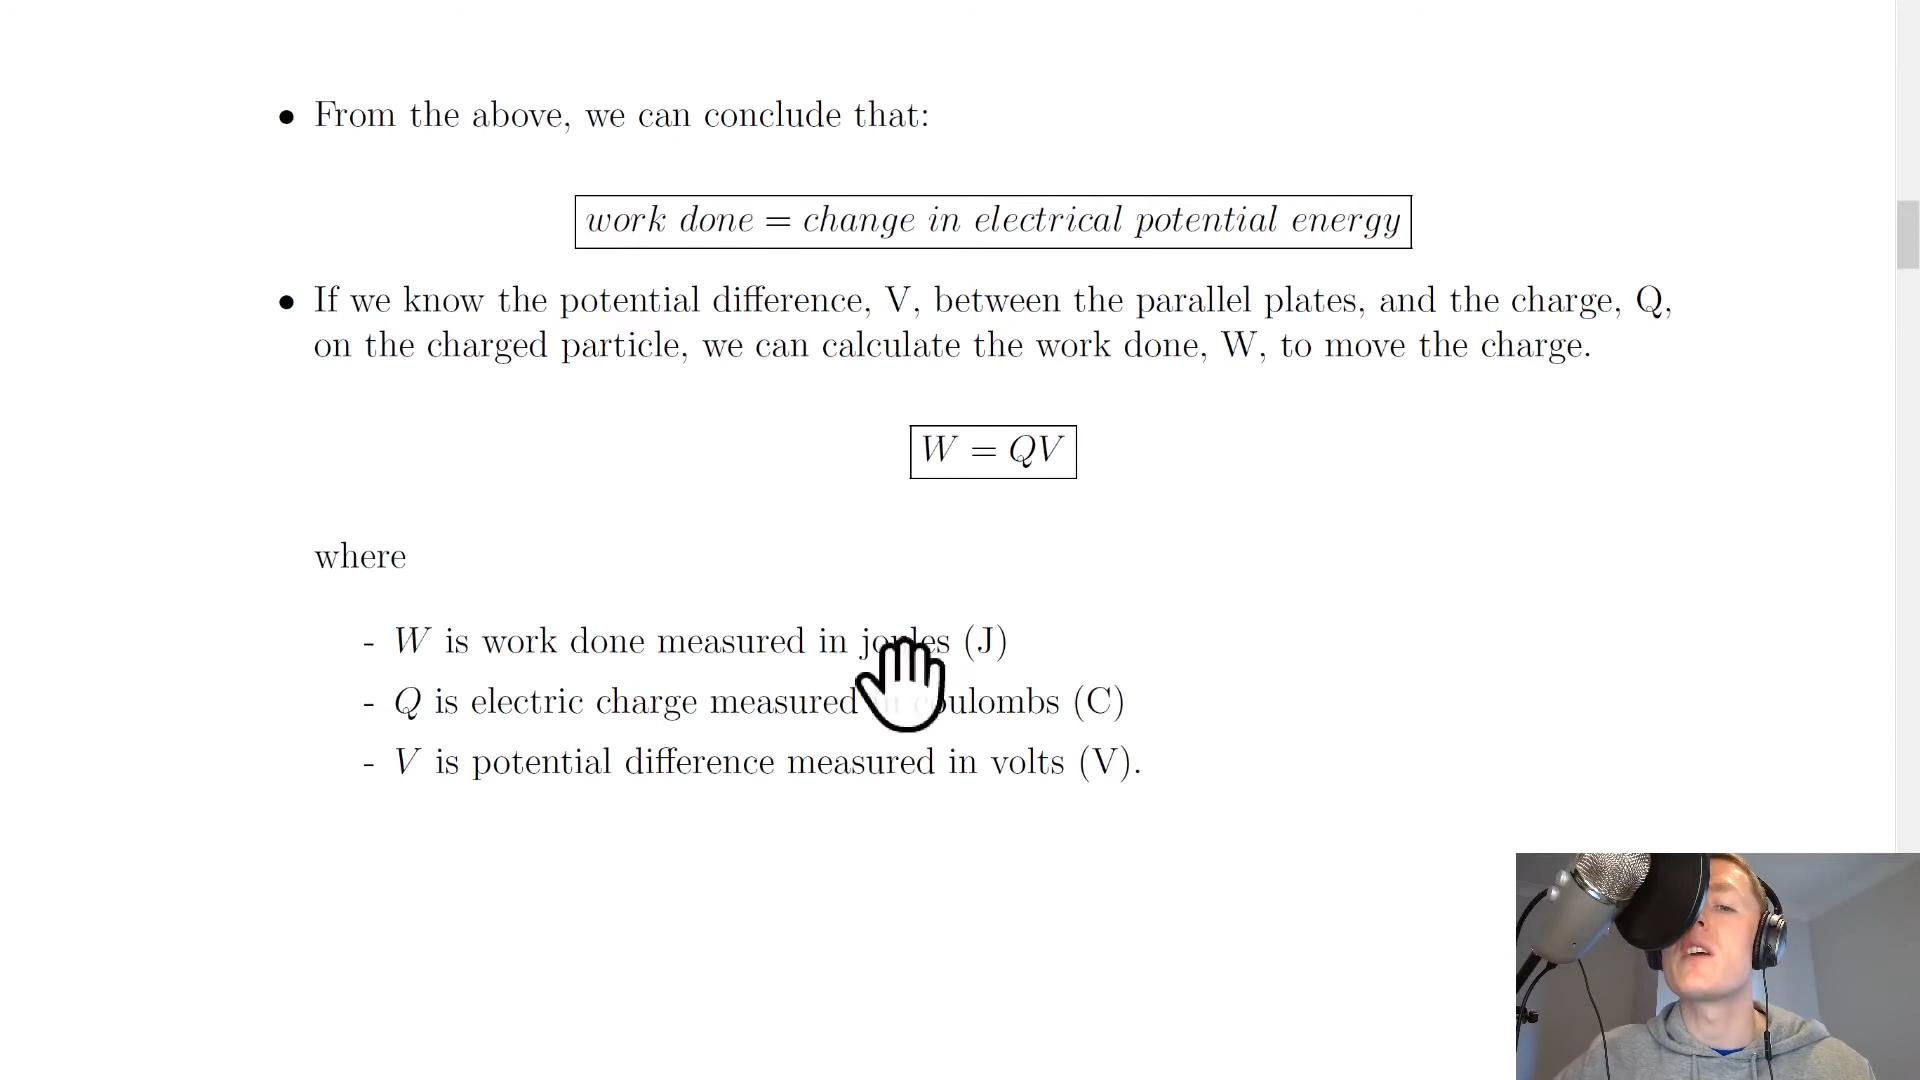 • From the above, we can conclude that:
work done = change in electrical potential energy
• If we know the potential difference, V, between the parallel plates, and the charge, Q,
on the charged particle, we can calculate the work done, W, to move the charge.
W = QV
where
- W is work done measured in joules (J)
- Q is electric charge measured in coulombs (C)
- V is potential difference measured in volts (V).